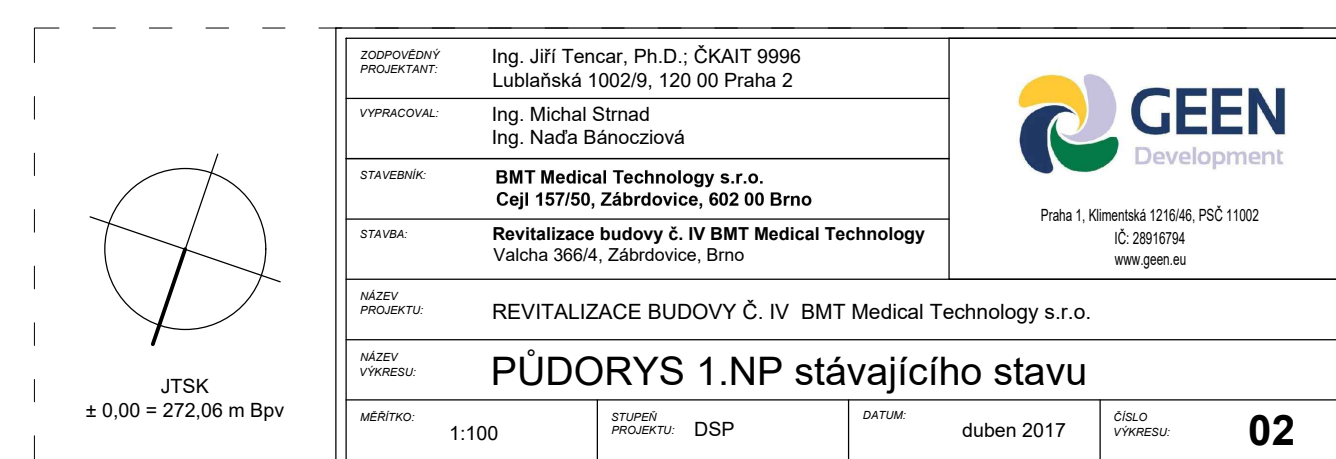 ZODPOVĚDNÝ
PROJEKTANT:
Ing. Jiří Tencar, Ph.D.; ČKAIT 9996
Lublaňská 1002/9, 120 00 Praha 2
VYPRACOVAL:
Ing. Michal Strnad
Ing. Naďa Bánocziová
STAVEBNÍK:
BMT Medical Technology s.r.o.
Cejl 157/50, Zábrdovice, 602 00 Brno
STAVBA:
Revitalizace budovy č. IV BMT Medical Technology
Valcha 366/4, Zábrdovice, Brno
GEEN
Development
Praha 1, Klimentská 1216/46, PSČ 11002
IČ: 28916794
www.geen.eu
NÁZEV
PROJEKTU:
REVITALIZACE BUDOVY Č. IV BMT Medical Technology s.r.o.
NÁZEV
VÝKRESU:
PŮDORYS 1.NP stávajícího stavu
MĚŘÍTKO:
1:100
STUPEŇ
PROJEKTU:
DSP
DATUM:
duben 2017
ČÍSLO
VÝKRESU:
02
JTSK
± 0,00 = 272,06 m Bpv